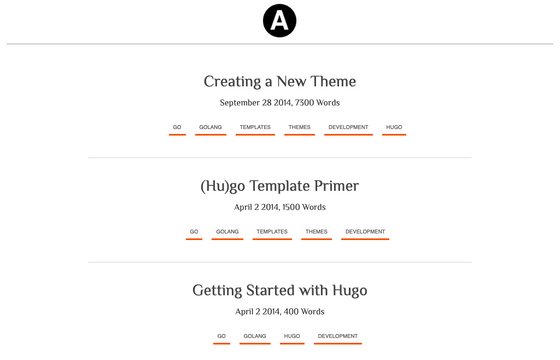 A
Creating a New Theme
September 28 2014, 7300 Words
GO GOLANG TEMPLATES THEMES DEVELOPMENT HUGO
(Hu)go Template Primer
April 2 2014, 1500 Words
GO GOLANG TEMPLATES THEMES DEVELOPMENT
Getting Started with Hugo
April 2 2014, 400 Words
GO GOLANG HUGO DEVELOPMENT